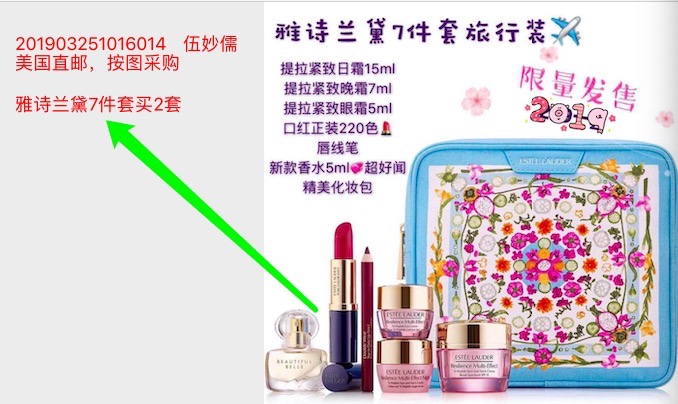 201903251016014 伍妙儒
美国直邮，按图采购
雅诗兰黛7件套买2套
雅诗兰黛7件套旅行装✈️
限量发售
2019
提拉紧致日霜15ml
提拉紧致晚霜7ml
提拉紧致眼霜5ml
口红正装220色💄
唇线笔
新款香水5ml💞超好闻
精美化妆包
ESTEE LAUDER
BEAUTIFUL
BELLE
ESTĒE LAUDER
Resilience Multi-Effect
ESTĒE LAUDER
Resilience Multi-Effect
ESTĒE LAUDER
Resilience Multi-Effect